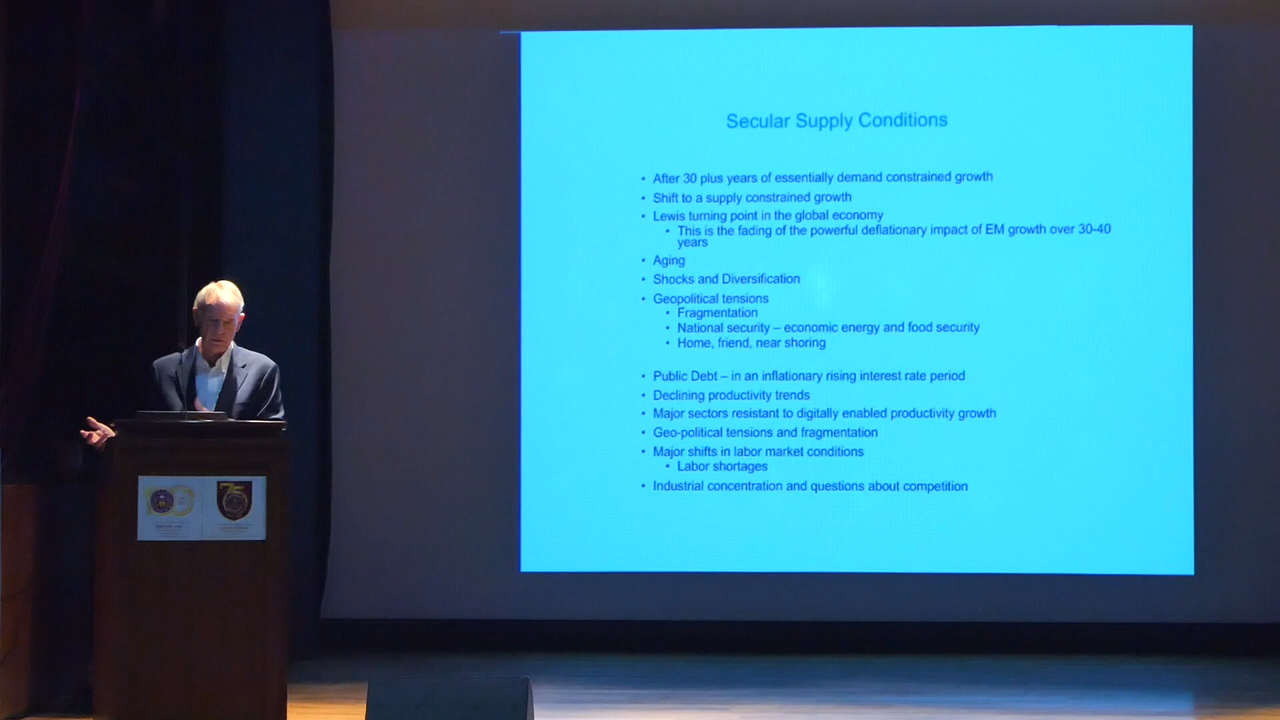 Secular Supply Conditions
• After 30 plus years of essentially demand constrained growth
• Shift to a supply constrained growth
• Lewis turning point in the global economy
• This is the fading of the powerful deflationary impact of EM growth over 30-40
years
• Aging
• Shocks and Diversification
• Geopolitical tensions
• Fragmentation
• National security – economic energy and food security
• Home, friend, near shoring
• Public Debt – in an inflationary rising interest rate period
• Declining productivity trends
• Major sectors resistant to digitally enabled productivity growth
• Geo-political tensions and fragmentation
• Major shifts in labor market conditions
• Labor shortages
• Industrial concentration and questions about competition
75